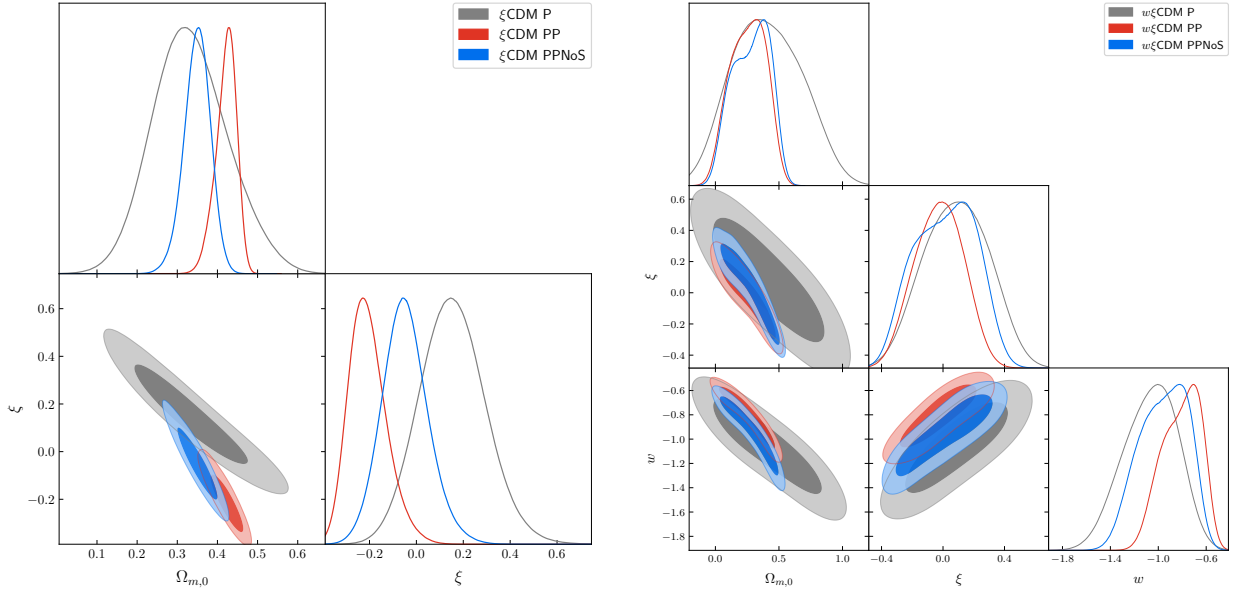 ξCDM P
ξCDM PP
ξCDM PPNoS
0.6
0.4
0.2
0.0
−0.2
ξ
0.1 0.2 0.3 0.4 0.5 0.6
Ω_{m,0}
−0.2 0.0 0.2 0.4 0.6
ξ
wξCDM P
wξCDM PP
wξCDM PPNoS
0.6
0.4
0.2
0.0
−0.2
−0.4
ξ
−0.6
−0.8
−1.0
−1.2
−1.4
−1.6
−1.8
w
0.0 0.5 1.0
Ω_{m,0}
−0.4 0.0 0.4
ξ
−1.8 −1.4 −1.0 −0.6
w